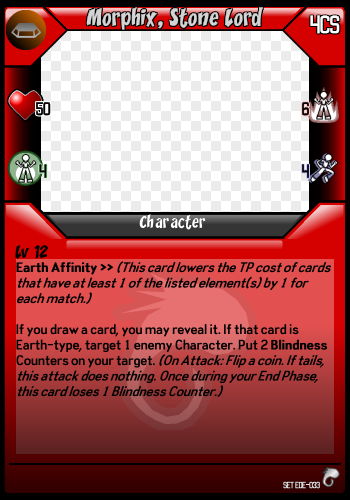 Morphix, Stone Lord
4CS
50
6
4
4
Character
Lv 12
Earth Affinity >> (This card lowers the TP cost of cards
that have at least 1 of the listed element(s) by 1 for
each match.)
If you draw a card, you may reveal it. If that card is
Earth-type, target 1 enemy Character. Put 2 Blindness
Counters on your target. (On Attack: Flip a coin. If tails,
this attack does nothing. Once during your End Phase,
this card loses 1 Blindness Counter.)
SET EOE-033